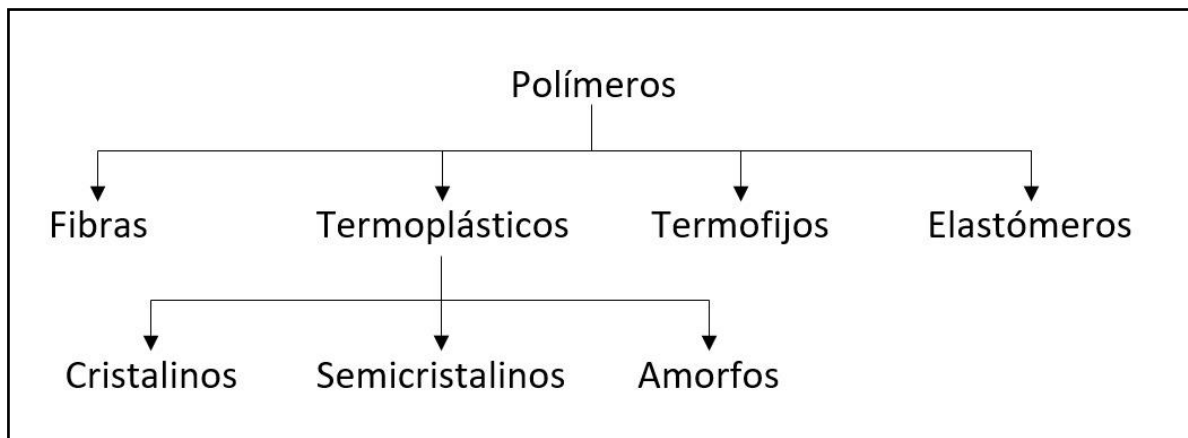 Polímeros
Fibras Termoplásticos Termofijos Elastómeros
Cristalinos Semicristalinos Amorfos